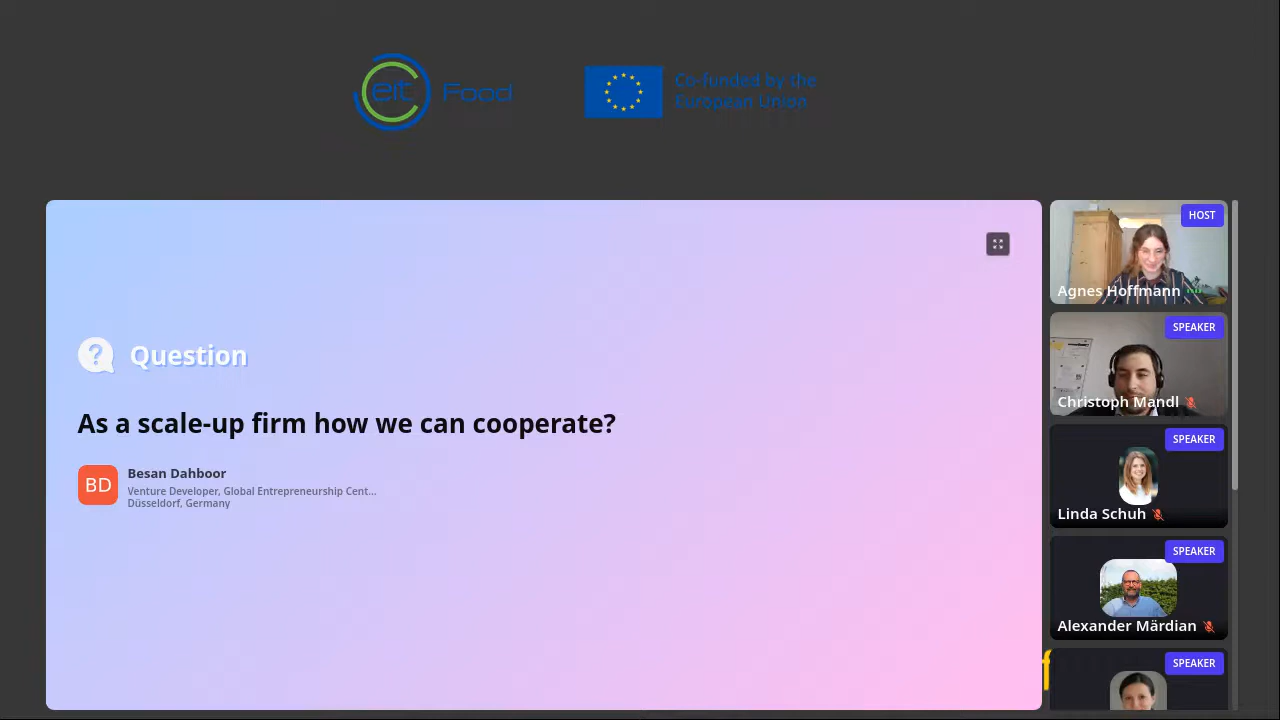 eit Food
Co-funded by the
European Union
Question
As a scale-up firm how we can cooperate?
BD
Besan Dahboor
Venture Developer, Global Entrepreneurship Cent...
Düsseldorf, Germany
HOST
Agnes Hoffmann
SPEAKER
Christoph Mandl
SPEAKER
Linda Schuh
SPEAKER
Alexander Märdian
SPEAKER